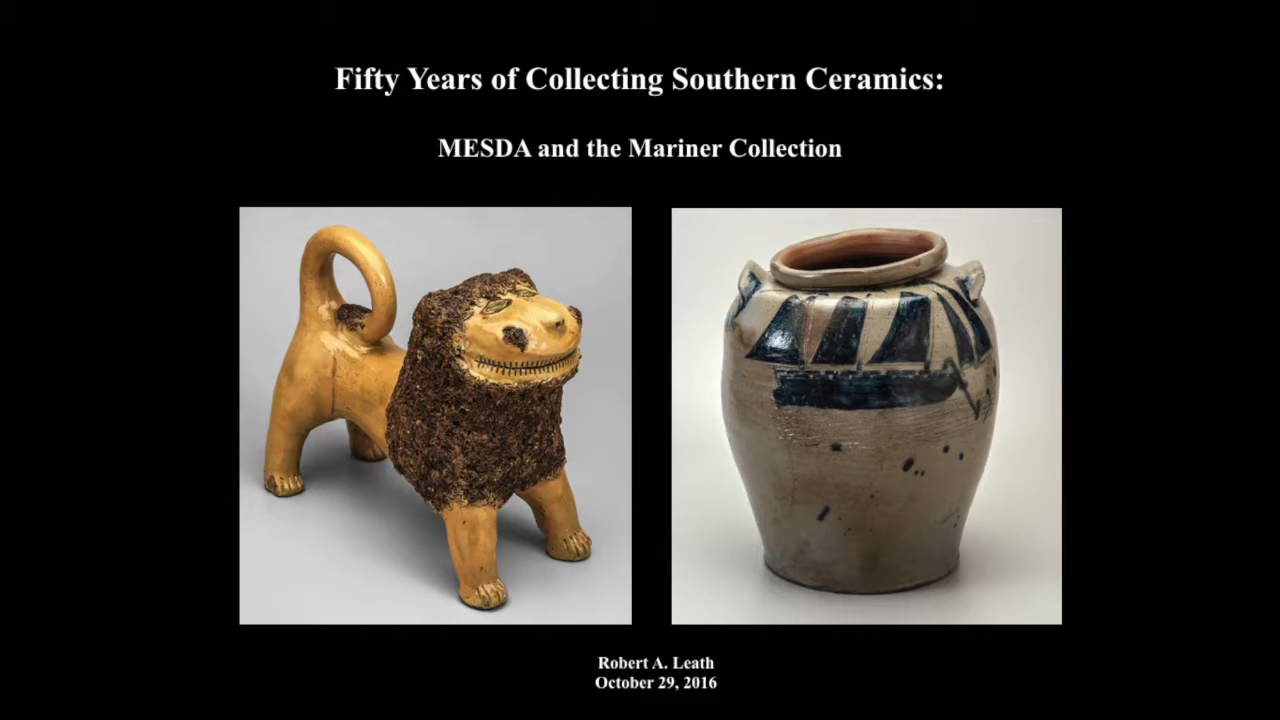 Fifty Years of Collecting Southern Ceramics:
MESDA and the Mariner Collection
Robert A. Leath
October 29, 2016